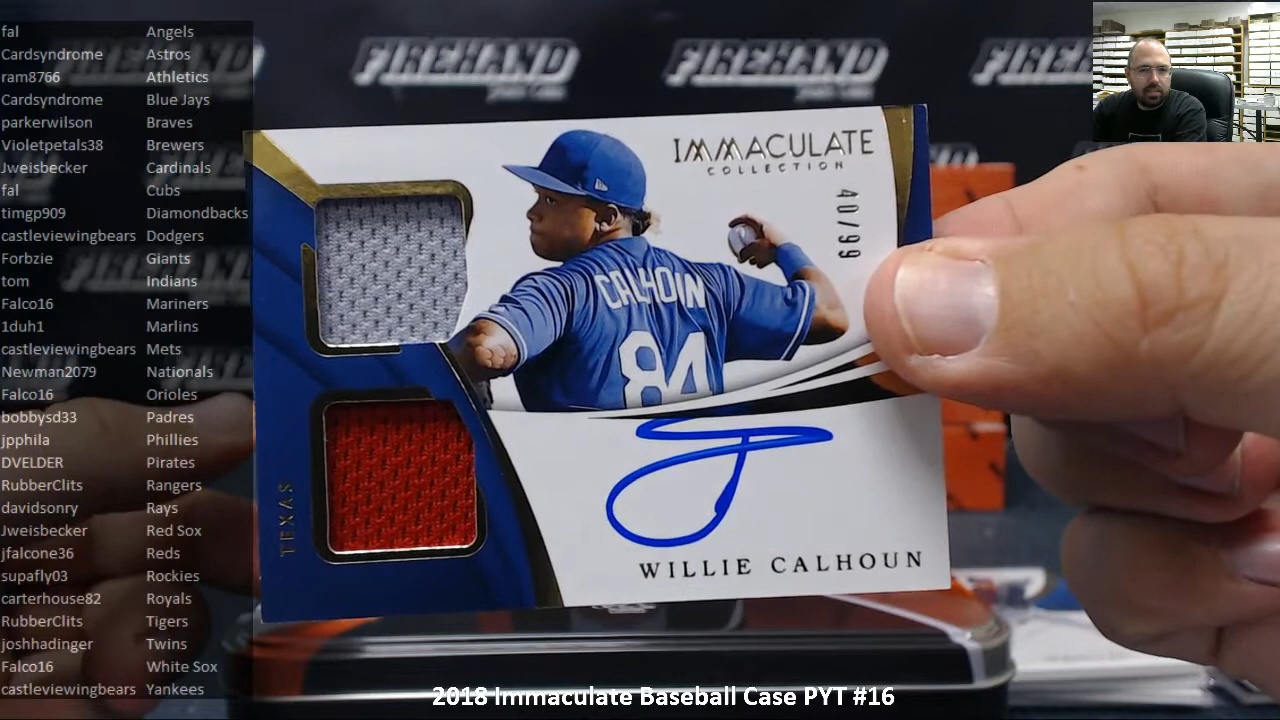 fal Angels
Cardsyndrome Astros
ram8766 Athletics
Cardsyndrome Blue Jays
parkerwilson Braves
Violetpetals38 Brewers
Jweisbecker Cardinals
fal Cubs
timgp909 Diamondbacks
castleviewingbears Dodgers
Forbzie Giants
tom Indians
Falco16 Mariners
1duh1 Marlins
castleviewingbears Mets
Newman2079 Nationals
Falco16 Orioles
bobbysd33 Padres
jpphila Phillies
DVELDER Pirates
RubberClits Rangers
davidsonry Rays
Jweisbecker Red Sox
jfalcone36 Reds
supafly03 Rockies
carterhouse82 Royals
RubberClits Tigers
joshhadinger Twins
Falco16 White Sox
castleviewingbears Yankees
FIREHAND FIREHAND
IMMACULATE
COLLECTION
40/99
CALHOUN
84
TEXAS
WILLIE CALHOUN
2018 Immaculate Baseball Case PYT #16